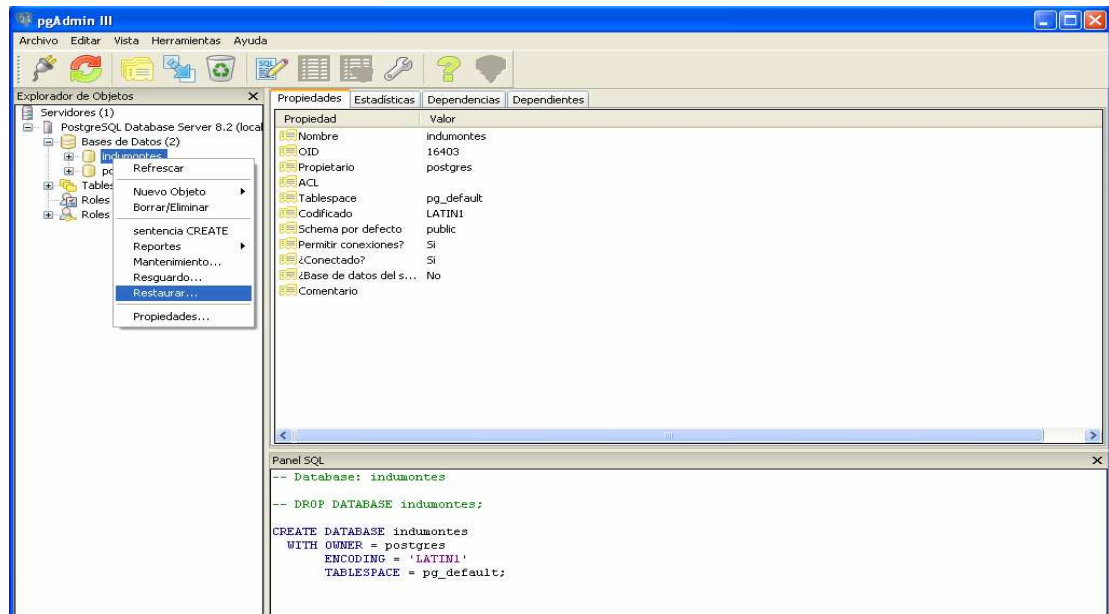 pgAdmin III
Archivo Editar Vista Herramientas Ayuda
SQL
Explorador de Objetos
Servidores (1)
PostgreSQL Database Server 8.2 (local
Bases de Datos (2)
indumontes
po
Tables
Roles
Roles
Refrescar
Nuevo Objeto
Borrar/Eliminar
sentencia CREATE
Reportes
Mantenimiento...
Resguardo...
Restaurar...
Propiedades...
Propiedades Estadísticas Dependencias Dependientes
Propiedad Valor
Nombre indumontes
OID 16403
Propietario postgres
ACL
Tablespace pg_default
Codificado LATIN1
Schema por defecto public
Permitir conexiones? Si
¿Conectado? Si
¿Base de datos del s... No
Comentario
Panel SQL
-- Database: indumontes
-- DROP DATABASE indumontes;
CREATE DATABASE indumontes
WITH OWNER = postgres
ENCODING = 'LATIN1'
TABLESPACE = pg_default;